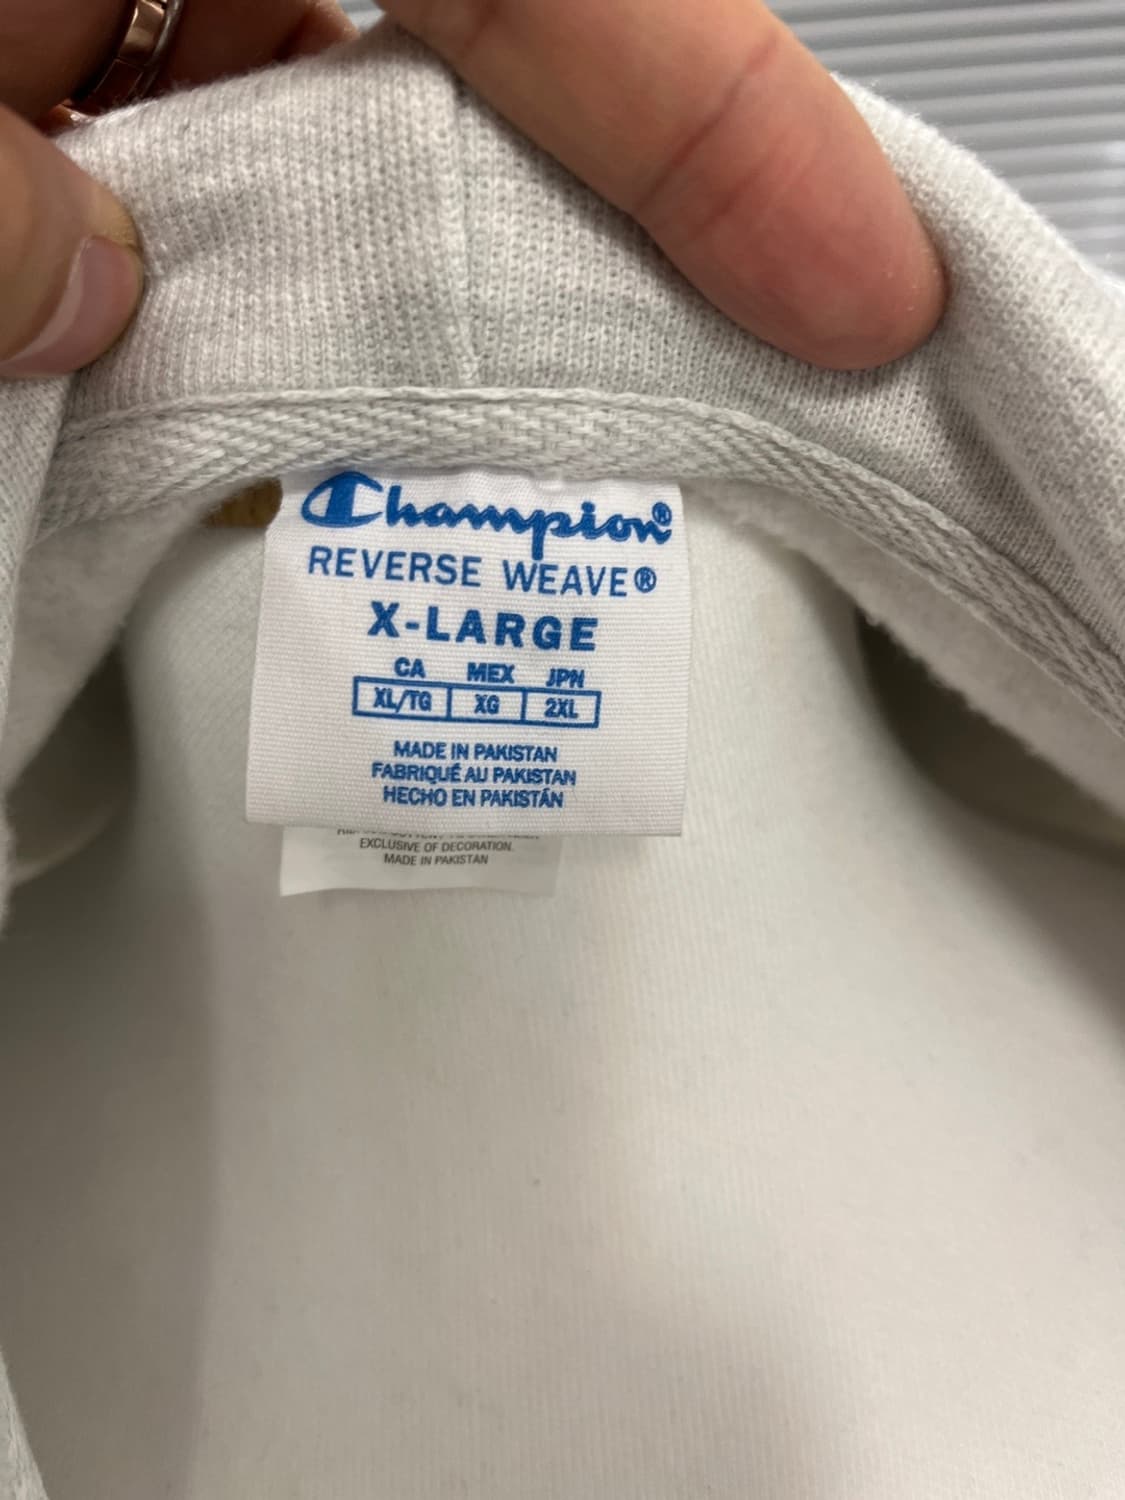 Champion®
REVERSE WEAVE®
X-LARGE
CA MEX JPN
XL/TG XG 2XL
MADE IN PAKISTAN
FABRIQUÉ AU PAKISTAN
HECHO EN PAKISTÁN
EXCLUSIVE OF DECORATION.
MADE IN PAKISTAN